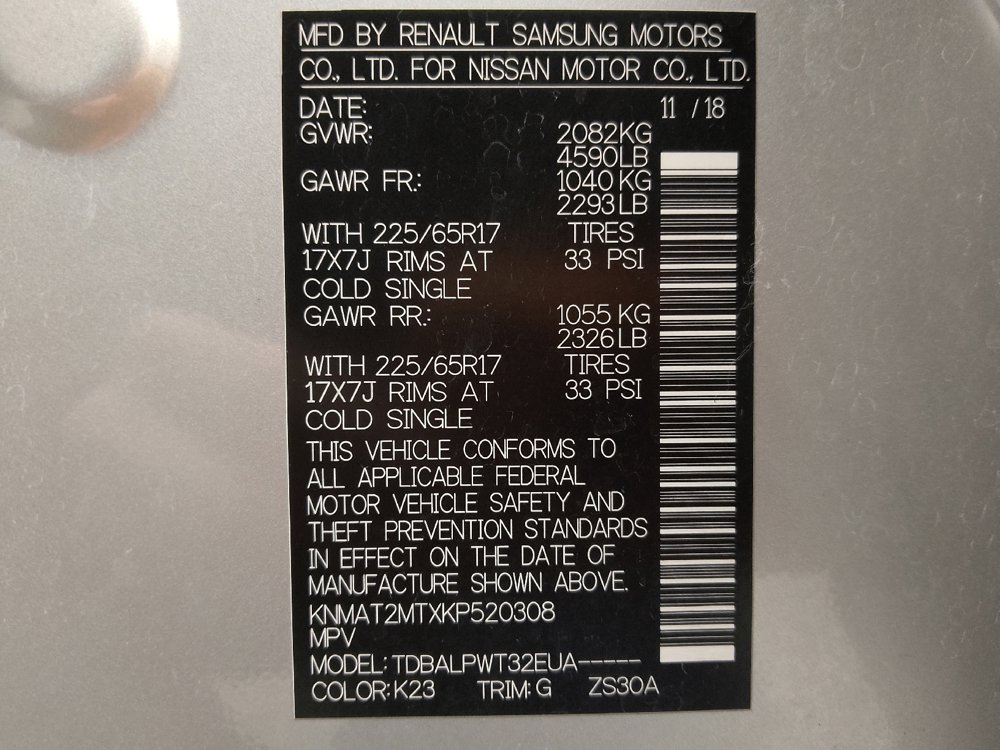 MFD BY RENAULT SAMSUNG MOTORS
CO., LTD. FOR NISSAN MOTOR CO., LTD.
DATE: 11 / 18
GVWR: 2082KG
4590LB
GAWR FR.: 1040 KG
2293 LB
WITH 225/65R17 TIRES
17X7J RIMS AT 33 PSI
COLD SINGLE
GAWR RR.: 1055 KG
2326 LB
WITH 225/65R17 TIRES
17X7J RIMS AT 33 PSI
COLD SINGLE
THIS VEHICLE CONFORMS TO
ALL APPLICABLE FEDERAL
MOTOR VEHICLE SAFETY AND
THEFT PREVENTION STANDARDS
IN EFFECT ON THE DATE OF
MANUFACTURE SHOWN ABOVE.
KNMAT2MTXKP520308
MPV
MODEL: TDBALPWT32EUA-----
COLOR: K23 TRIM: G ZS30A